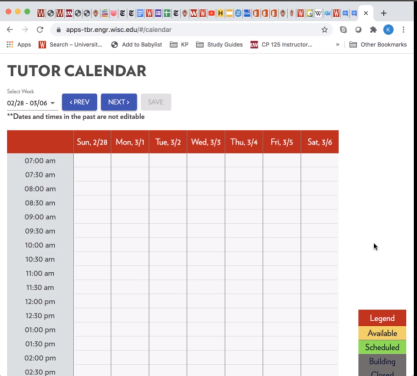 apps-tbr.engr.wisc.edu/#/calendar
Apps
Search – Universit...
Added to Babylist
KP
Study Guides
CP 125 Instructor...
»
Other Bookmarks
TUTOR CALENDAR
Select Week
02/28 - 03/06
‹ PREV
NEXT ›
SAVE
**Dates and times in the past are not editable
Sun, 2/28 Mon, 3/1 Tue, 3/2 Wed, 3/3 Thu, 3/4 Fri, 3/5 Sat, 3/6
07:00 am
07:30 am
08:00 am
08:30 am
09:00 am
09:30 am
10:00 am
10:30 am
11:00 am
11:30 am
12:00 pm
12:30 pm
01:00 pm
01:30 pm
02:00 pm
02:30 pm
Legend
Available
Scheduled
Building
Closed